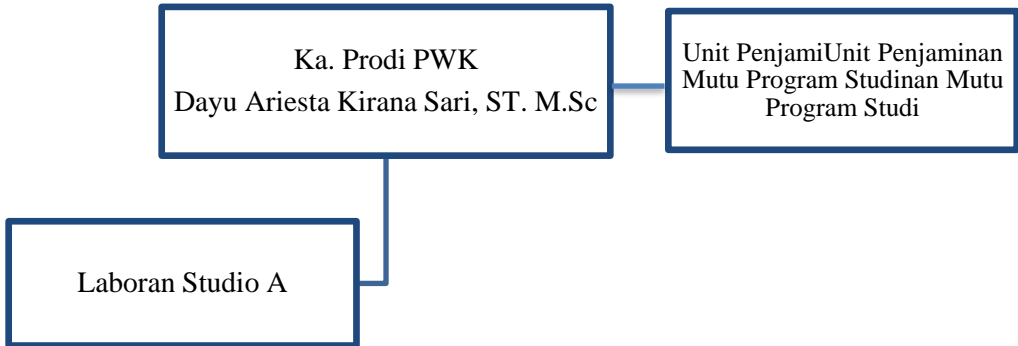 Ka. Prodi PWK
Dayu Ariesta Kirana Sari, ST. M.Sc
Unit PenjamiUnit Penjaminan
Mutu Program Studinan Mutu
Program Studi
Laboran Studio A